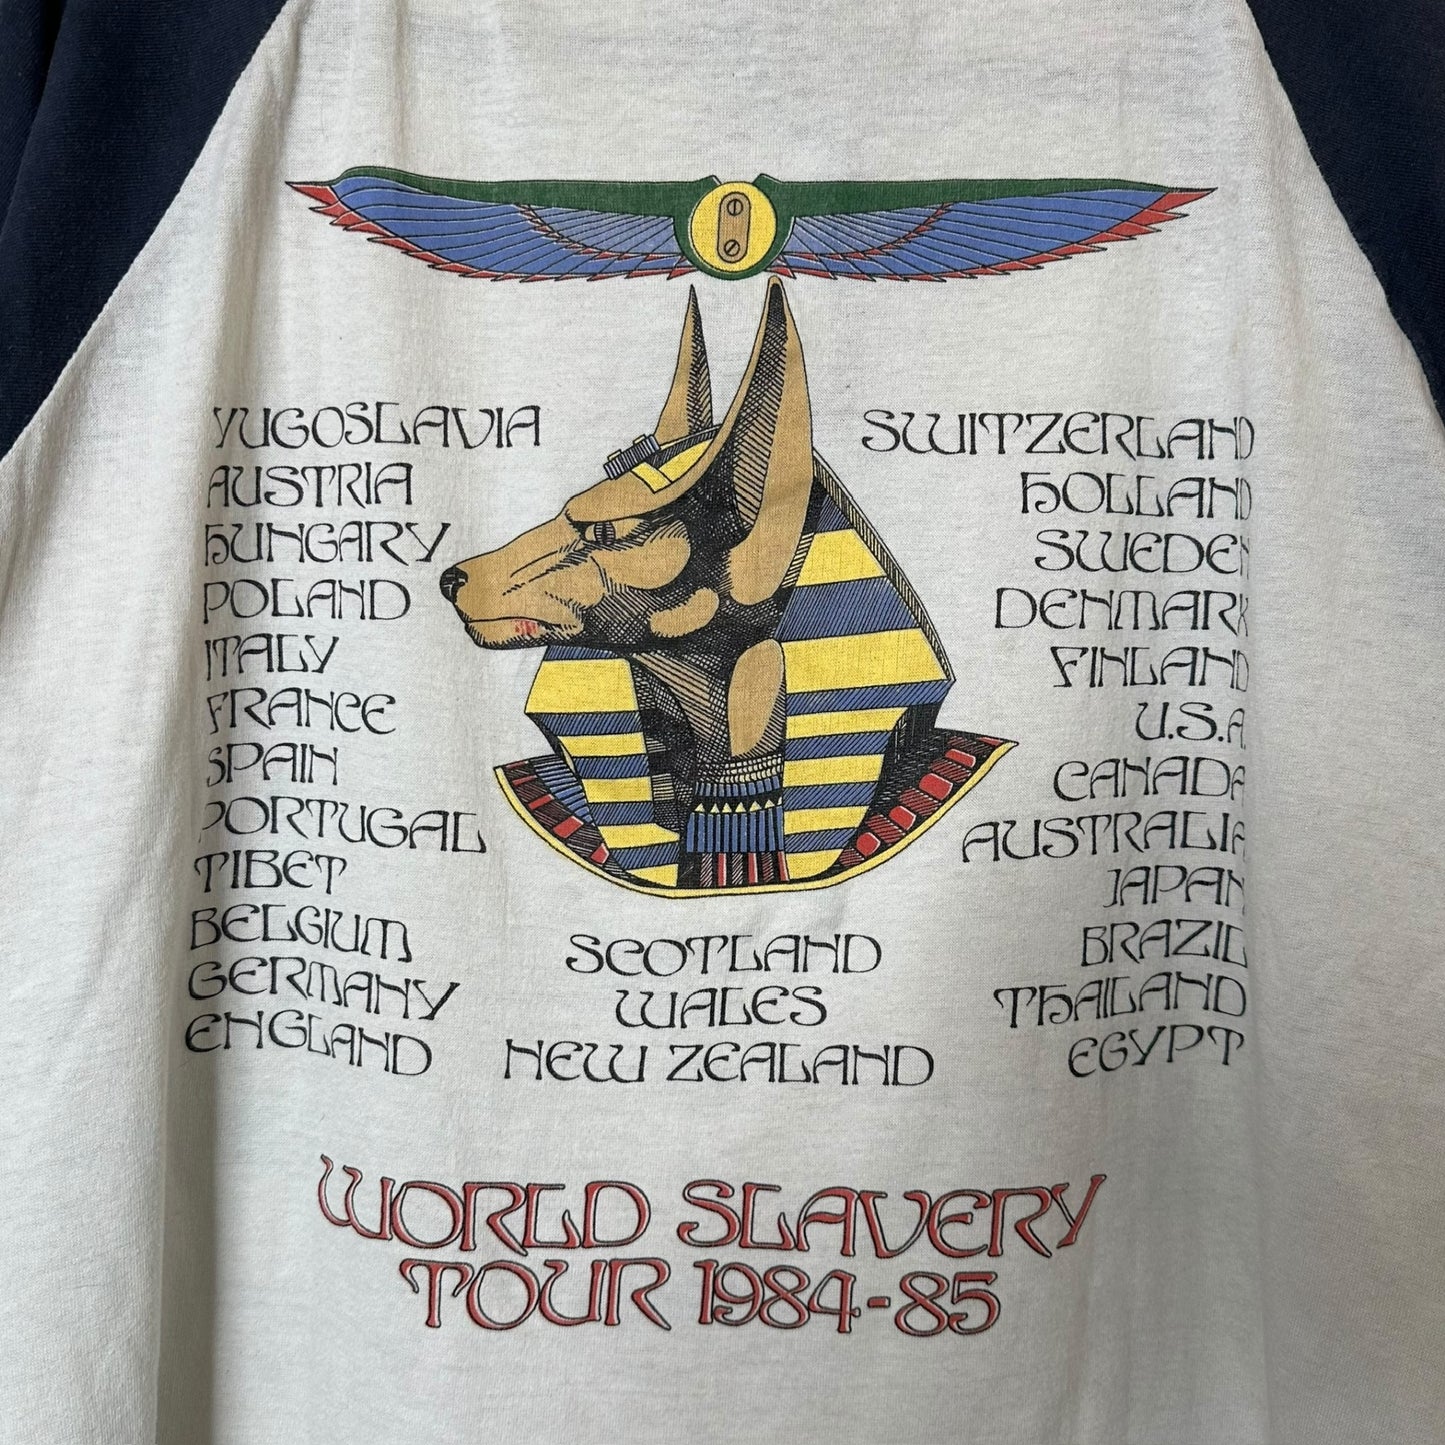 YUGOSLAVIA
AUSTRIA
HUNGARY
POLAND
ITALY
FRANCE
SPAIN
PORTUGAL
TIBET
BELGIUM
GERMANY
ENGLAND
SCOTLAND
WALES
NEW ZEALAND
SWITZERLAND
HOLLAND
SWEDEN
DENMARK
FINLAND
U.S.A.
CANADA
AUSTRALIA
JAPAN
BRAZIL
THAILAND
EGYPT
WORLD SLAVERY
TOUR 1984-85